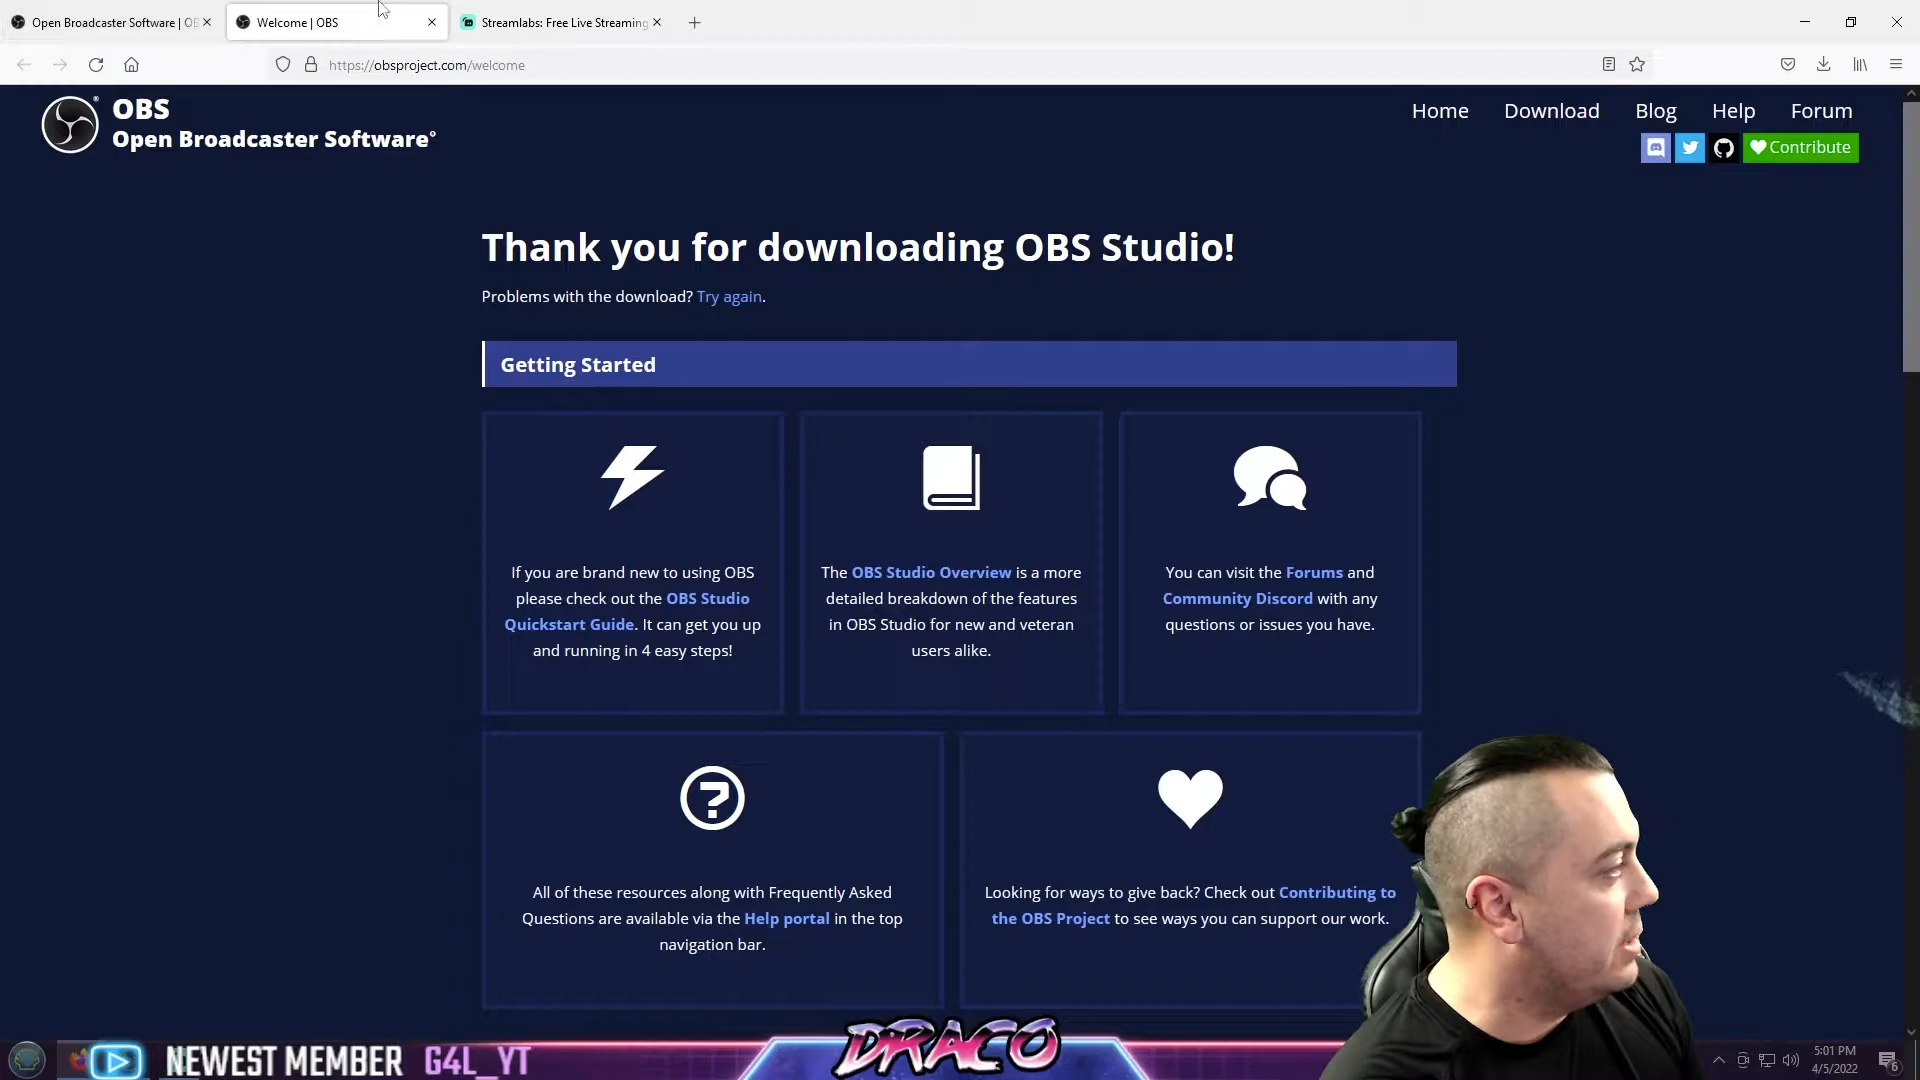 Open Broadcaster Software | OB
Welcome | OBS
Streamlabs: Free Live Streaming
https://obsproject.com/welcome
OBS
Open Broadcaster Software®
Home
Download
Blog
Help
Forum
Contribute
Thank you for downloading OBS Studio!
Problems with the download? Try again.
Getting Started
If you are brand new to using OBS
please check out the OBS Studio
Quickstart Guide. It can get you up
and running in 4 easy steps!
The OBS Studio Overview is a more
detailed breakdown of the features
in OBS Studio for new and veteran
users alike.
You can visit the Forums and
Community Discord with any
questions or issues you have.
All of these resources along with Frequently Asked
Questions are available via the Help portal in the top
navigation bar.
Looking for ways to give back? Check out Contributing to
the OBS Project to see ways you can support our work.
NEWEST MEMBER G4L_YT
DRACO
5:01 PM
4/5/2022
6